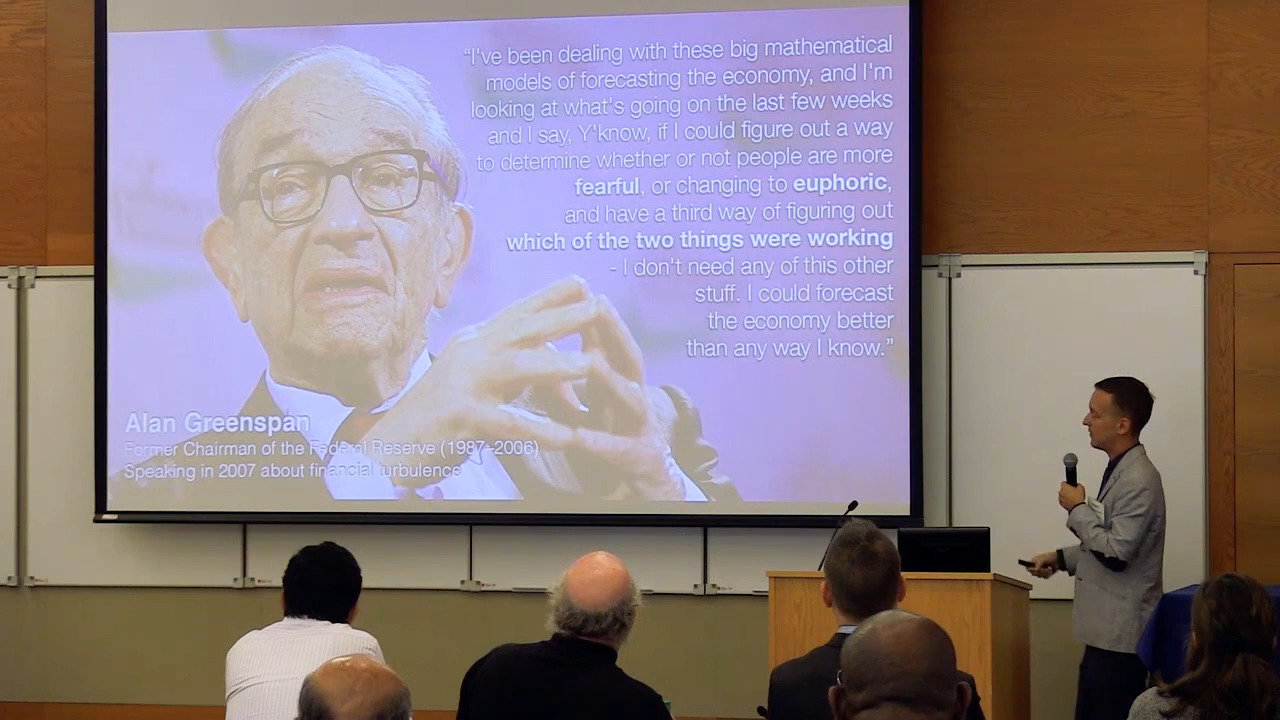 “I've been dealing with these big mathematical
models of forecasting the economy, and I'm
looking at what's going on the last few weeks
and I say, Y'know, if I could figure out a way
to determine whether or not people are more
fearful, or changing to euphoric,
and have a third way of figuring out
which of the two things were working
- I don't need any of this other
stuff. I could forecast
the economy better
than any way I know.”
Alan Greenspan
Former Chairman of the Federal Reserve (1987-2006)
Speaking in 2007 about financial turbulence